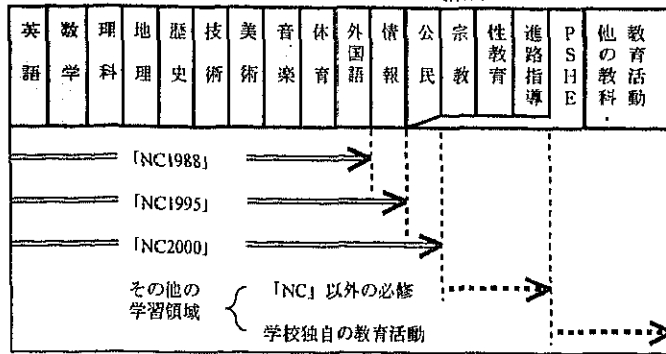 英語
数学
理科
地理
歴史
技術
美術
音楽
体育
外国語
情報
公民
宗教
性教育
進路指導
PSHE
他の教科・
教育活動
「NC1988」
「NC1995」
「NC2000」
その他の
学習領域
「NC」以外の必修
学校独自の教育活動